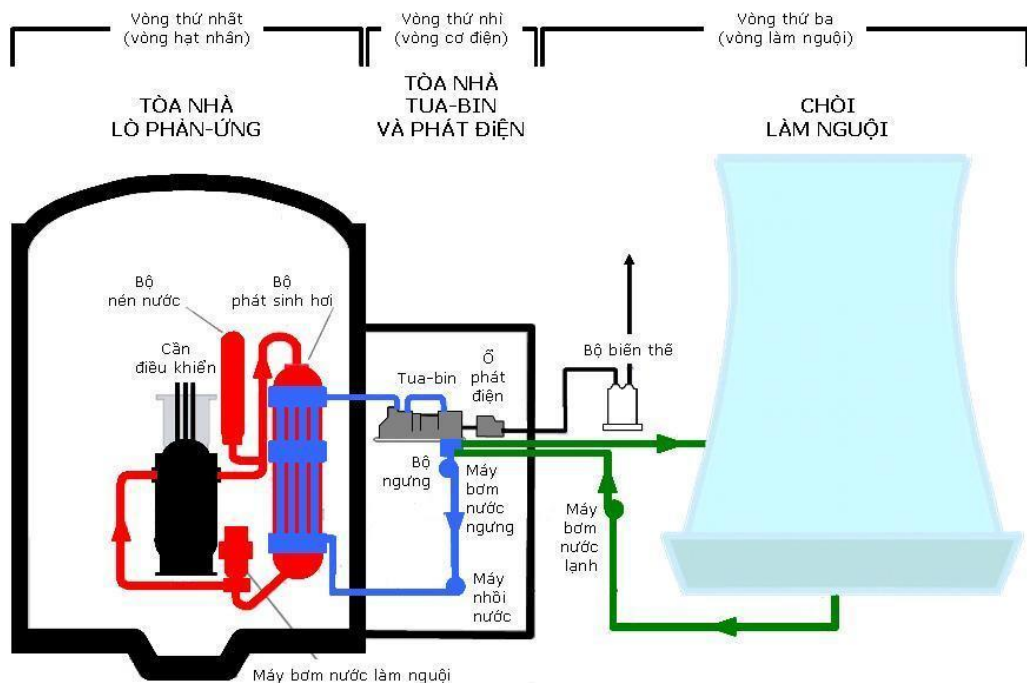 Vòng thứ nhất
(vòng hạt nhân)
Vòng thứ nhì
(vòng cơ điện)
Vòng thứ ba
(vòng làm nguội)
TÒA NHÀ
LÒ PHẢN-ỨNG
TÒA NHÀ
TUA-BIN
VÀ PHÁT ĐiỆN
CHÒI
LÀM NGUỘI
Bộ
nén nước
Bộ
phát sinh hơi
Cần
điều khiển
Tua-bin
Ổ
phát
điện
Bộ biến thế
Bộ
ngưng
Máy
bơm
nước
ngưng
Máy
bơm
nước
lạnh
Máy
nhồi
nước
Máy bơm nước làm nguội